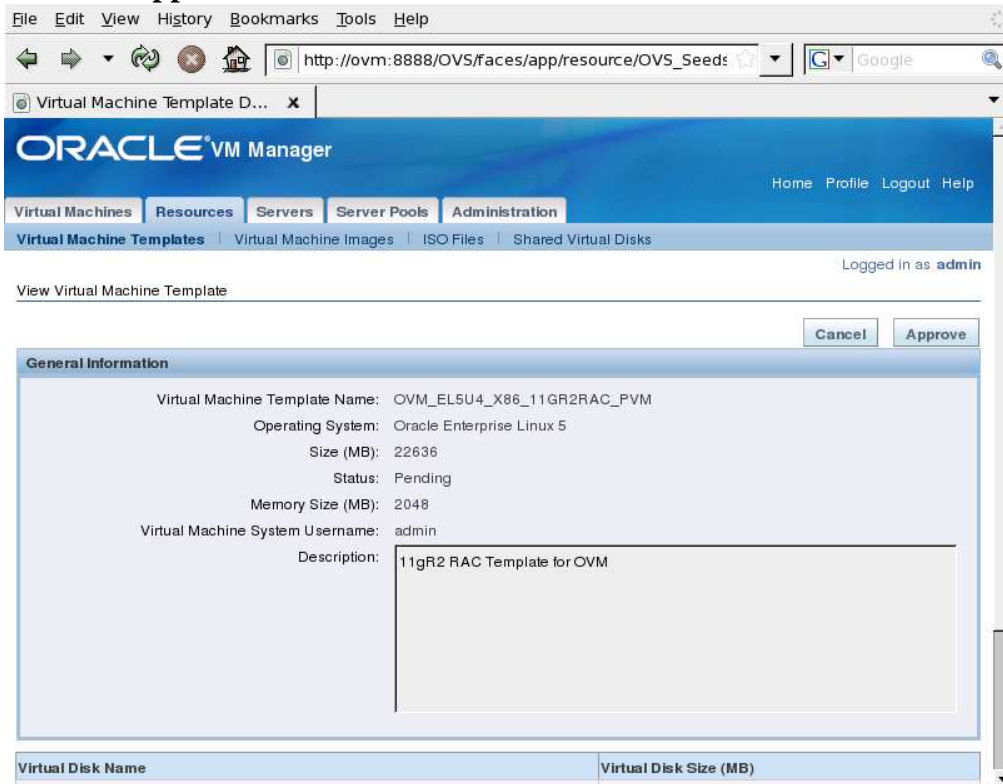 File Edit View History Bookmarks Tools Help
http://ovm:8888/OVS/faces/app/resource/OVS_Seeds
G Google
Virtual Machine Template D... X
ORACLE VM Manager
Home Profile Logout Help
Virtual Machines Resources Servers Server Pools Administration
Virtual Machine Templates | Virtual Machine Images | ISO Files | Shared Virtual Disks
Logged in as admin
View Virtual Machine Template
Cancel Approve
General Information
Virtual Machine Template Name: OVM_EL5U4_X86_11GR2RAC_PVM
Operating System: Oracle Enterprise Linux 5
Size (MB): 22636
Status: Pending
Memory Size (MB): 2048
Virtual Machine System Username: admin
Description: 11gR2 RAC Template for OVM
Virtual Disk Name Virtual Disk Size (MB)